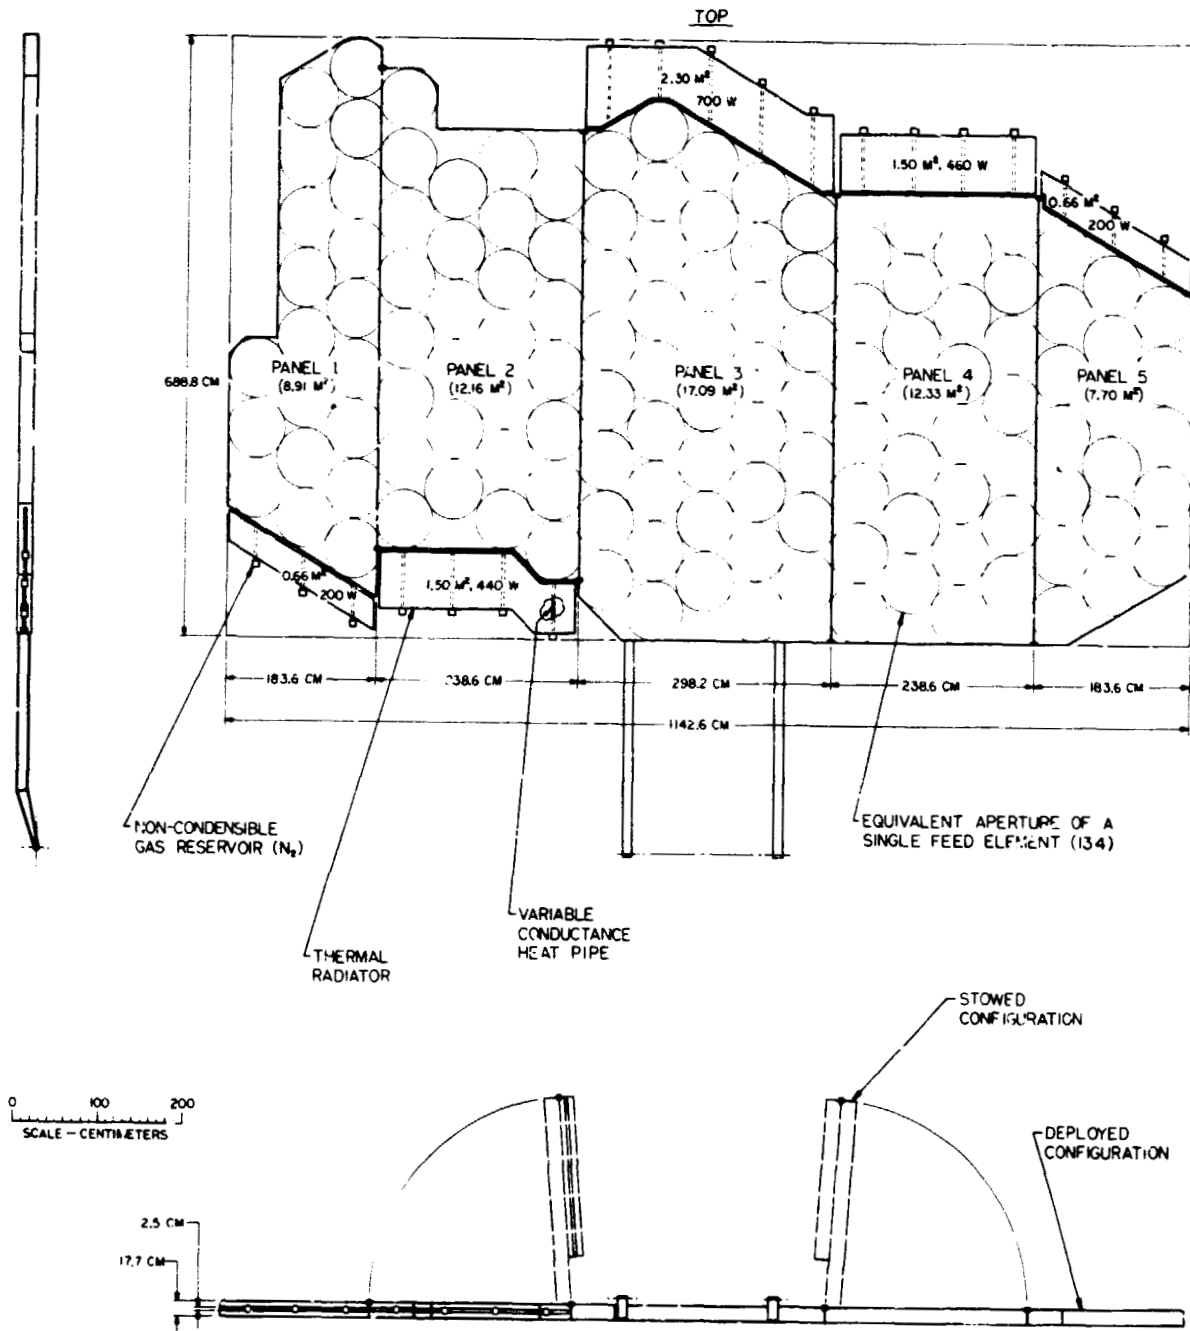 TOP
2.30 M²
700 W
1.50 M², 460 W
0.66 M²
200 W
688.8 CM
PANEL 1
(8.91 M²)
PANEL 2
(12.16 M²)
PANEL 3
(17.09 M²)
PANEL 4
(12.33 M²)
PANEL 5
(7.70 M²)
0.66 M²
200 W
1.50 M², 440 W
183.6 CM
238.6 CM
298.2 CM
238.6 CM
183.6 CM
1142.6 CM
NON-CONDENSIBLE
GAS RESERVOIR (N₂)
EQUIVALENT APERTURE OF A
SINGLE FEED ELEMENT (134)
VARIABLE
CONDUCTANCE
HEAT PIPE
THERMAL
RADIATOR
STOWED
CONFIGURATION
0 100 200
SCALE – CENTIMETERS
DEPLOYED
CONFIGURATION
2.5 CM
17.7 CM